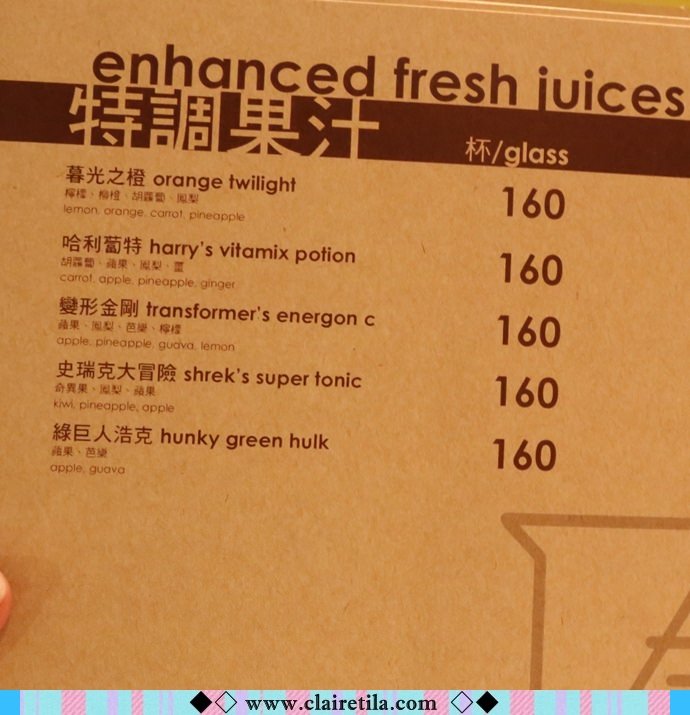 enhanced fresh juices
特調果汁 杯/glass
暮光之橙 orange twilight 160
檸檬、柳橙、胡蘿蔔、鳳梨
lemon, orange, carrot, pineapple
哈利蔔特 harry's vitamix potion 160
胡蘿蔔、蘋果、鳳梨、薑
carrot, apple, pineapple, ginger
變形金剛 transformer's energon c 160
蘋果、鳳梨、芭樂、檸檬
apple, pineapple, guava, lemon
史瑞克大冒險 shrek's super tonic 160
奇異果、鳳梨、蘋果
kiwi, pineapple, apple
綠巨人浩克 hunky green hulk 160
蘋果、芭樂
apple, guava
www.clairetila.com